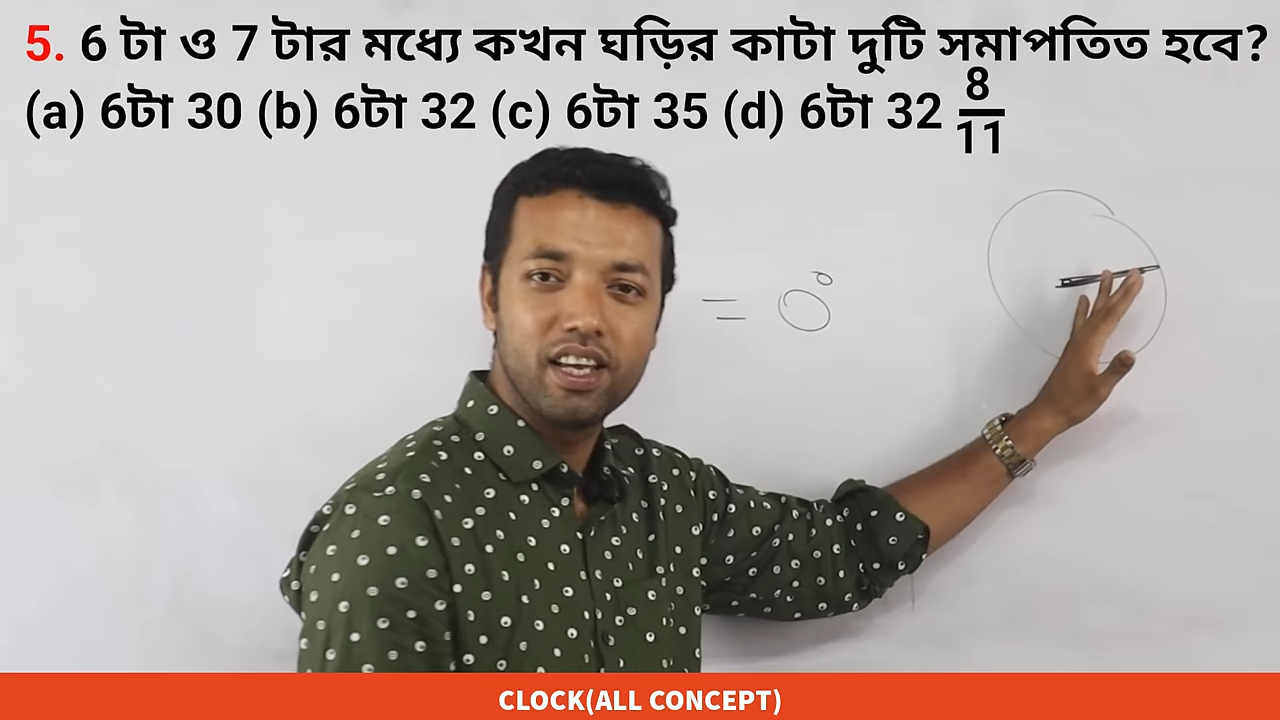 5. 6 টা ও 7 টার মধ্যে কখন ঘড়ির কাটা দুটি সমাপতিত হবে?
(a) 6টা 30 (b) 6টা 32 (c) 6টা 35 (d) 6টা 32 8/11
= 0°
CLOCK(ALL CONCEPT)